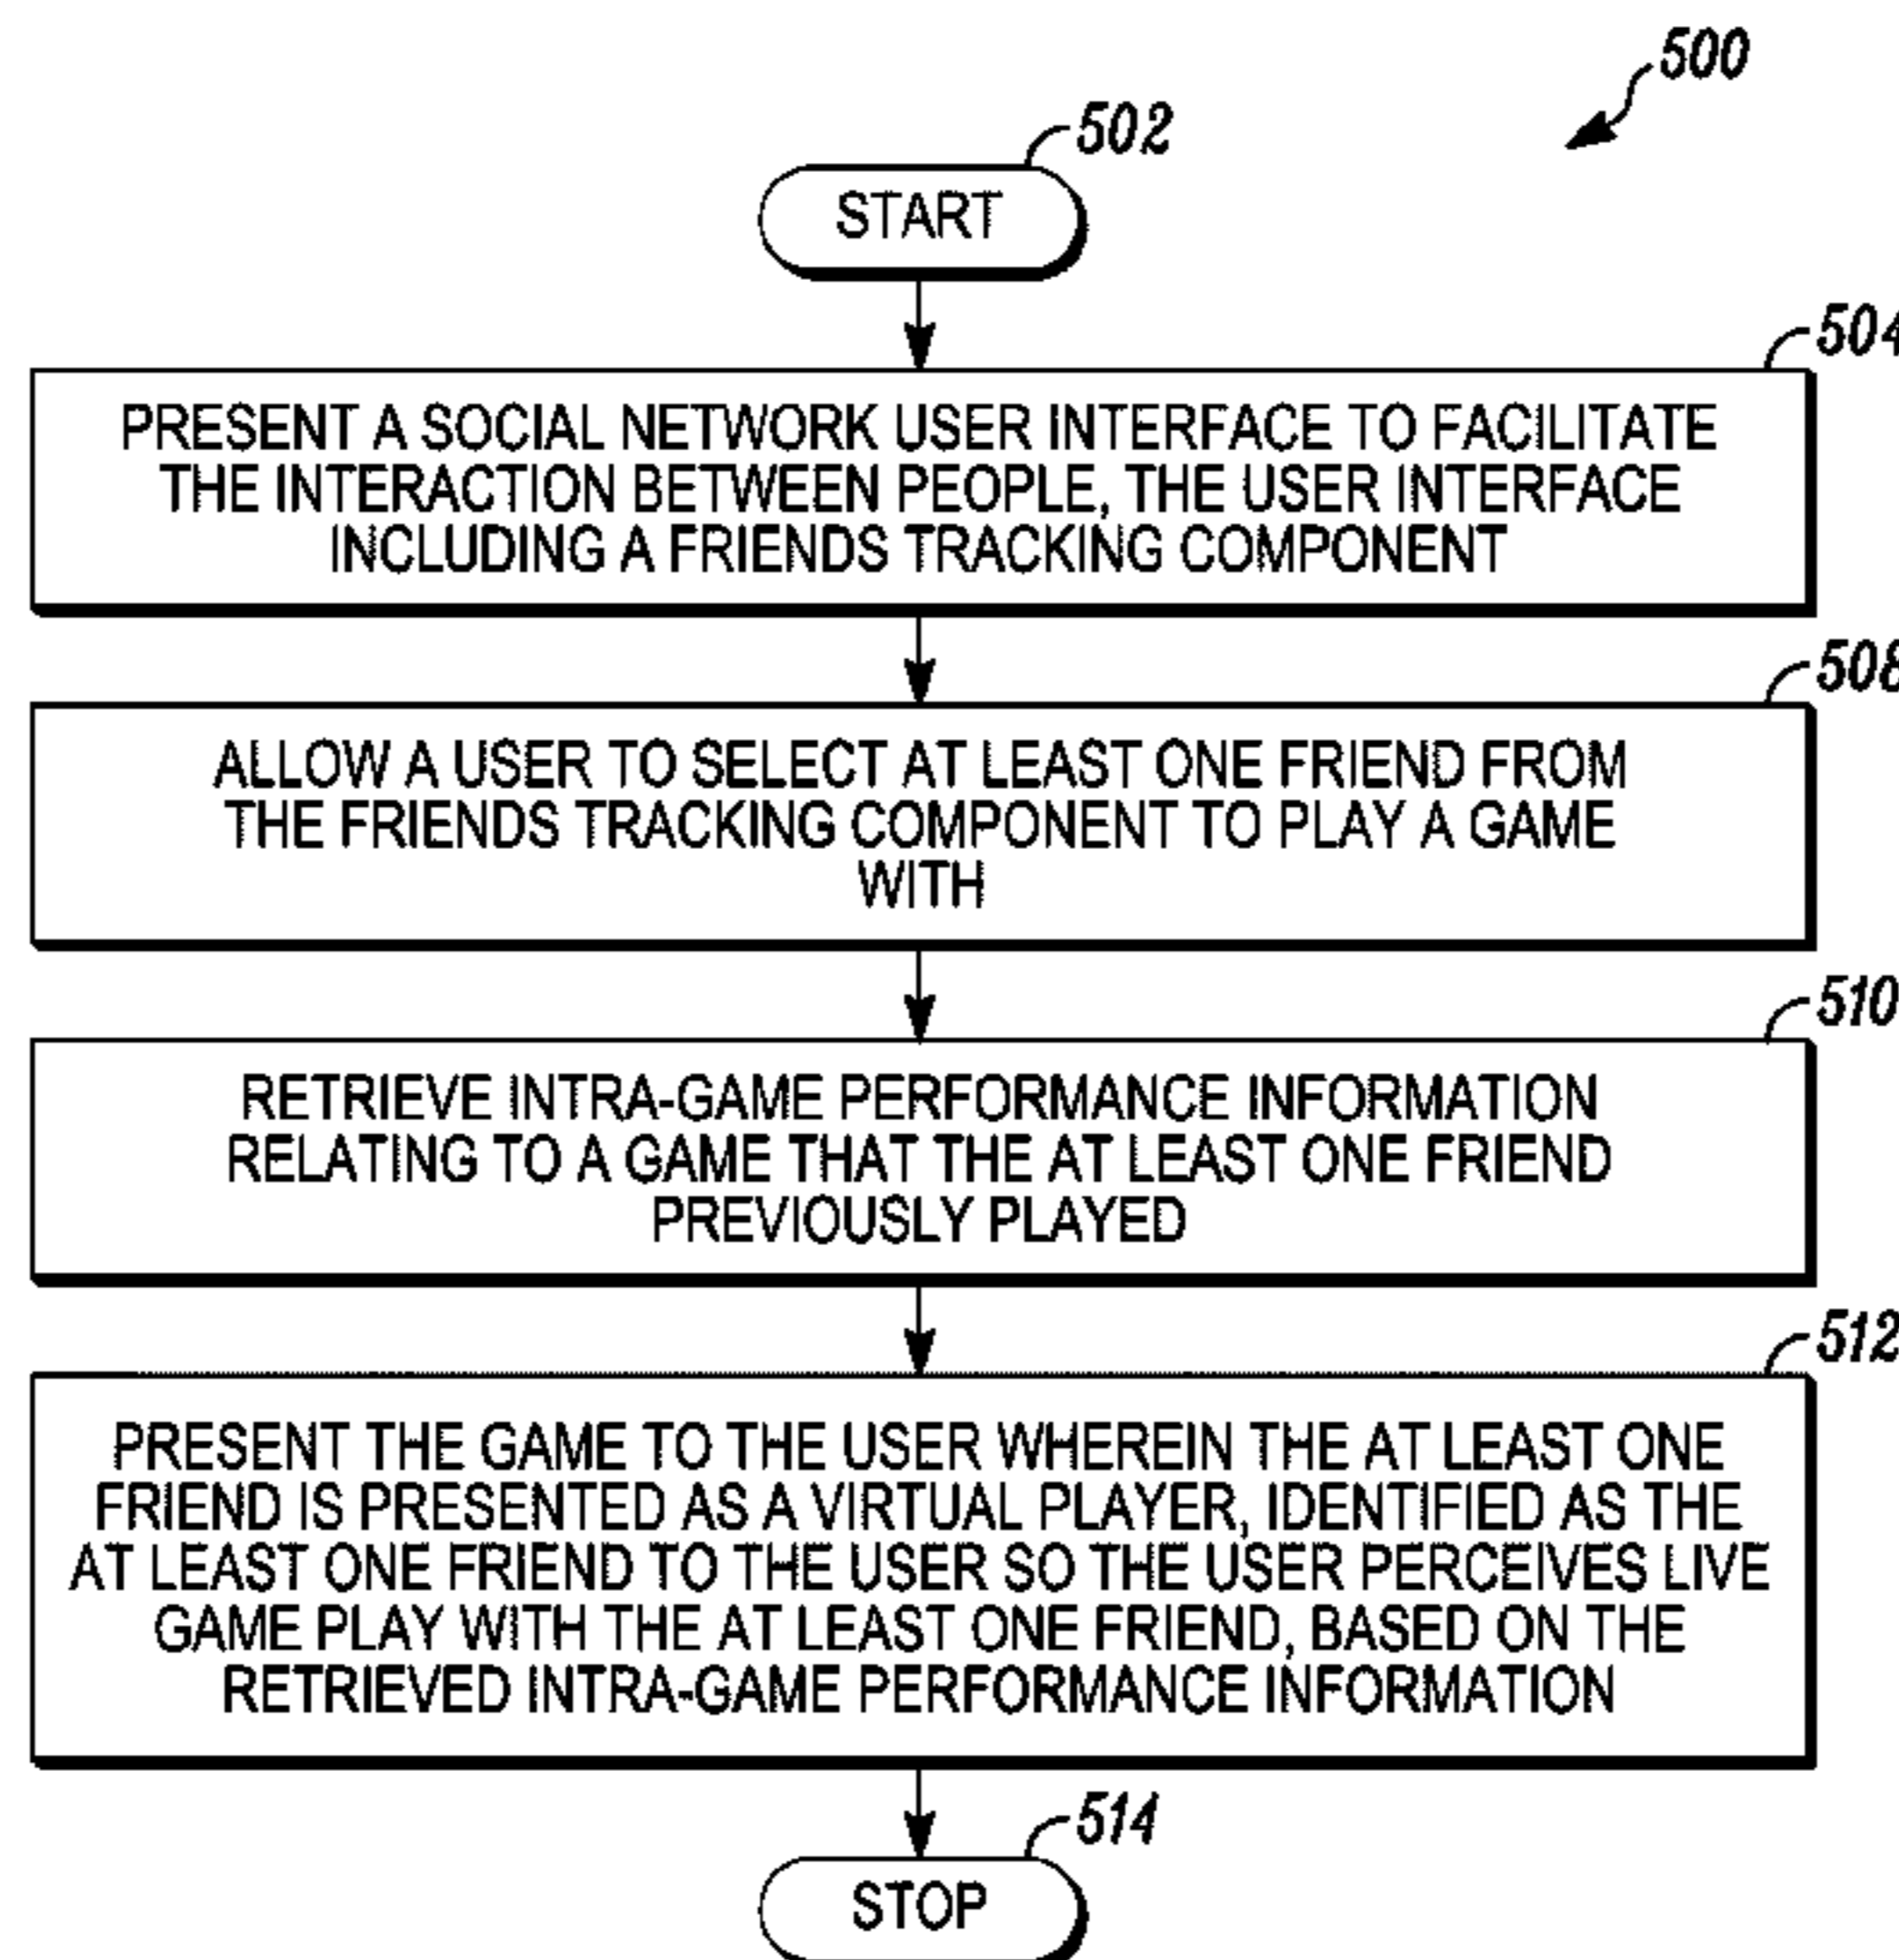 500
502
START
504
PRESENT A SOCIAL NETWORK USER INTERFACE TO FACILITATE
THE INTERACTION BETWEEN PEOPLE, THE USER INTERFACE
INCLUDING A FRIENDS TRACKING COMPONENT
508
ALLOW A USER TO SELECT AT LEAST ONE FRIEND FROM
THE FRIENDS TRACKING COMPONENT TO PLAY A GAME
WITH
510
RETRIEVE INTRA-GAME PERFORMANCE INFORMATION
RELATING TO A GAME THAT THE AT LEAST ONE FRIEND
PREVIOUSLY PLAYED
512
PRESENT THE GAME TO THE USER WHEREIN THE AT LEAST ONE
FRIEND IS PRESENTED AS A VIRTUAL PLAYER, IDENTIFIED AS THE
AT LEAST ONE FRIEND TO THE USER SO THE USER PERCEIVES LIVE
GAME PLAY WITH THE AT LEAST ONE FRIEND, BASED ON THE
RETRIEVED INTRA-GAME PERFORMANCE INFORMATION
514
STOP